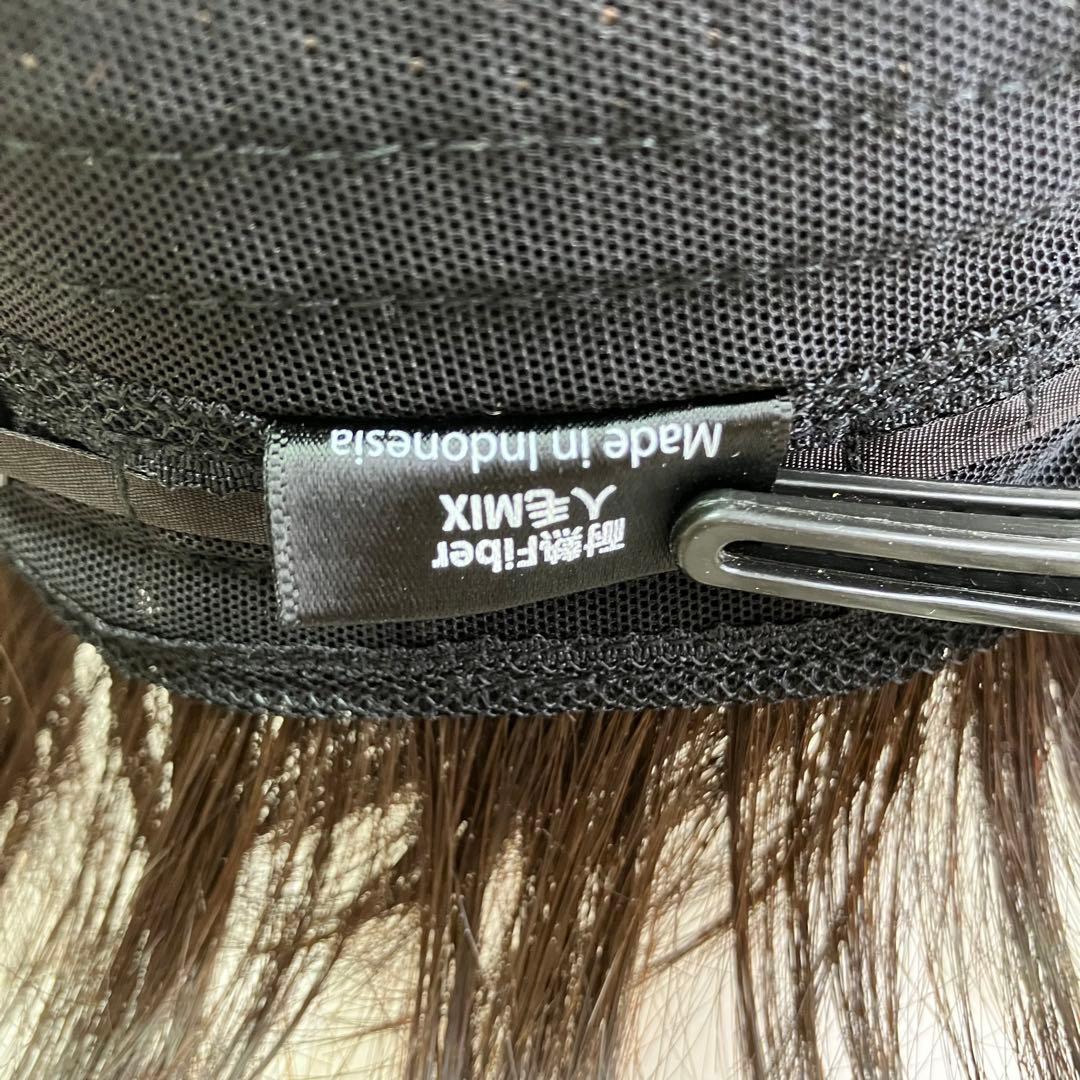 耐熱Fiber
人毛MIX
Made in Indonesia